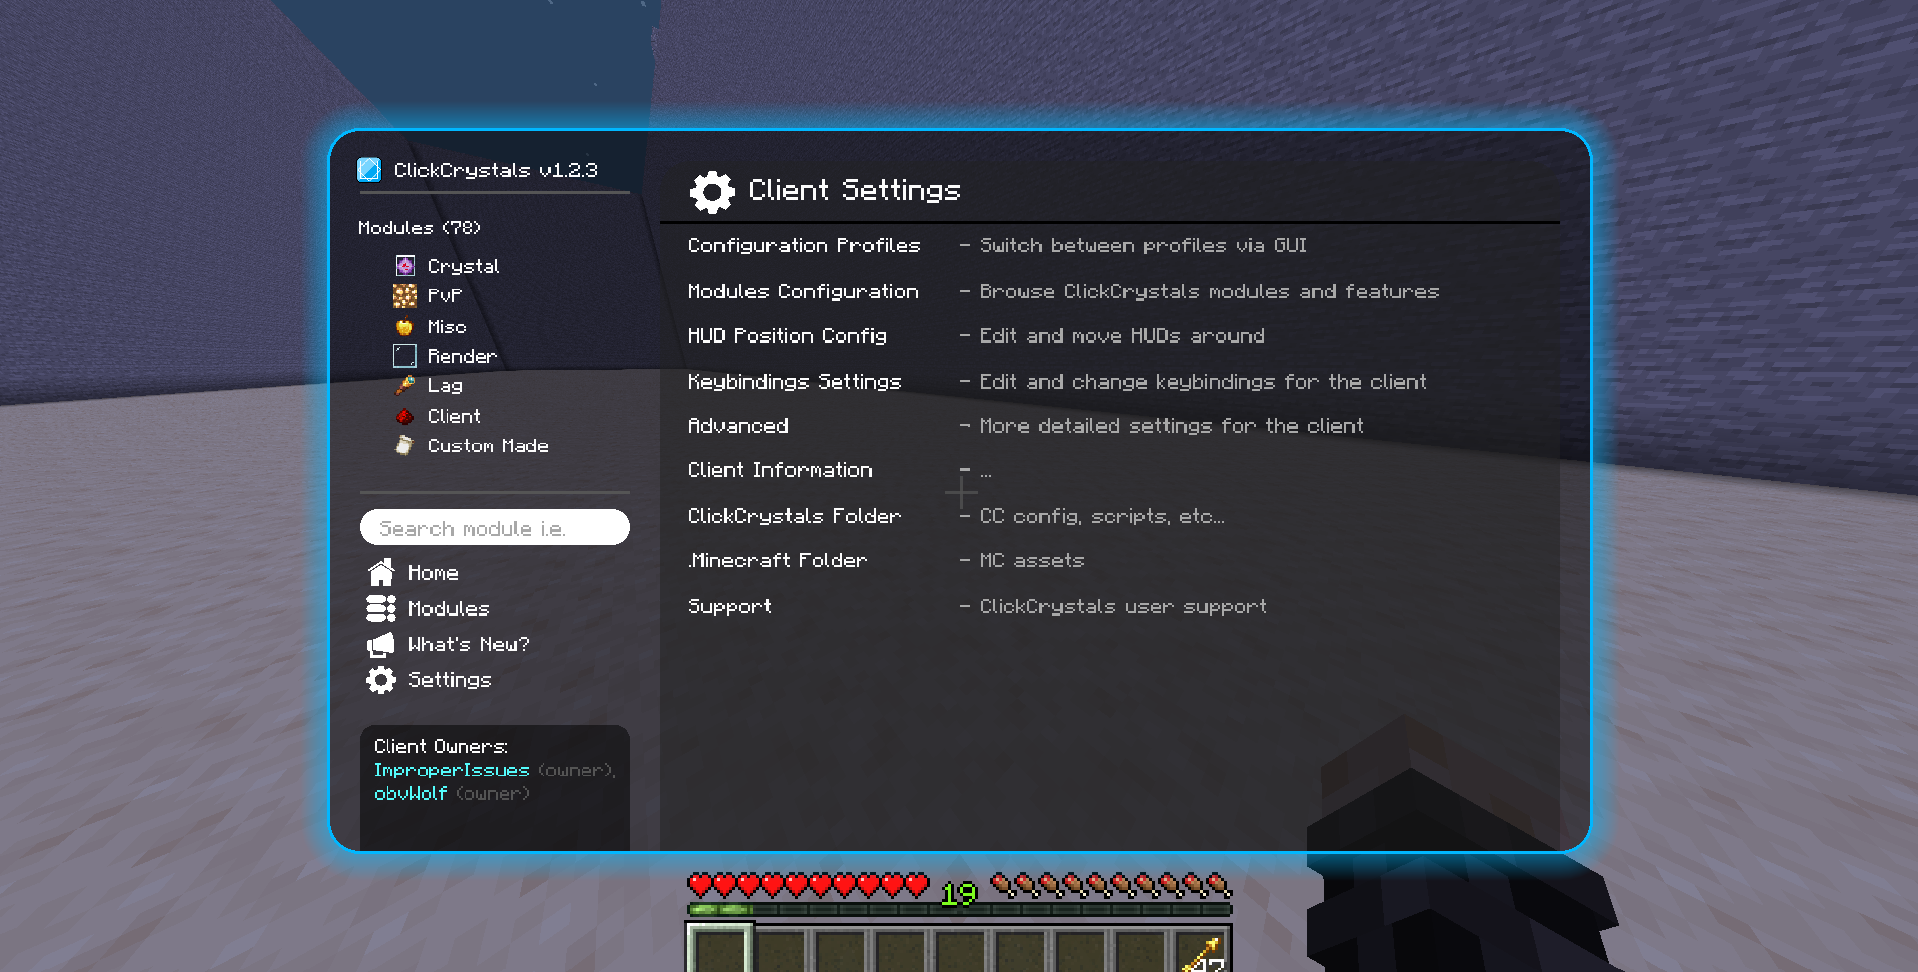 ClickCrystals v1.2.3
Modules (78)
Crystal
PvP
Misc
Render
Lag
Client
Custom Made
Search module i.e.
Home
Modules
What's New?
Settings
Client Owners:
ImproperIssues (owner),
obvWolf (owner)
Client Settings
Configuration Profiles - Switch between profiles via GUI
Modules Configuration - Browse ClickCrystals modules and features
HUD Position Config - Edit and move HUDs around
Keybindings Settings - Edit and change keybindings for the client
Advanced - More detailed settings for the client
Client Information - ...
ClickCrystals Folder - CC config, scripts, etc...
.Minecraft Folder - MC assets
Support - ClickCrystals user support
19